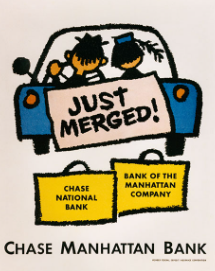 JUST
MERGED!
CHASE
NATIONAL
BANK
BANK OF THE
MANHATTAN
COMPANY
CHASE MANHATTAN BANK